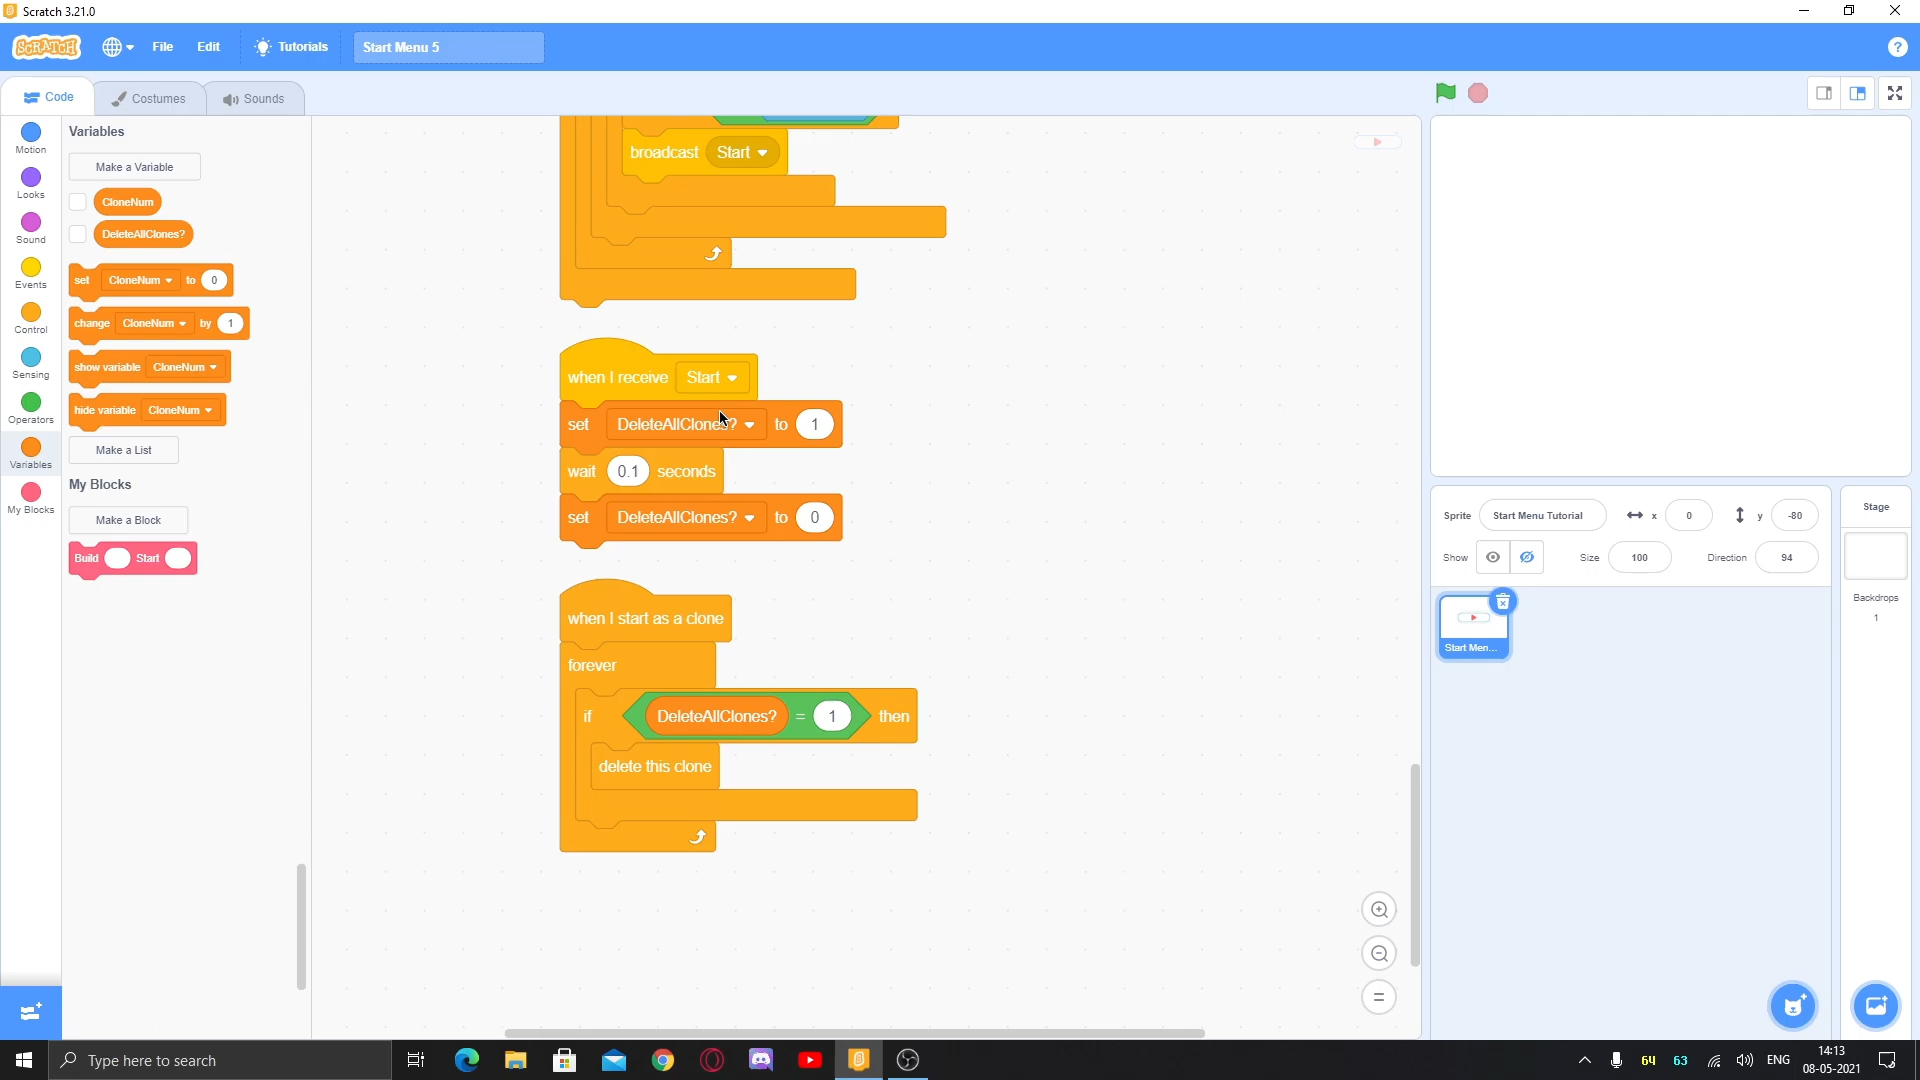 Scratch 3.21.0
SCRATCH
File
Edit
Tutorials
Start Menu 5
?
Code
Costumes
Sounds
Motion
Looks
Sound
Events
Control
Sensing
Operators
Variables
My Blocks
Variables
Make a Variable
CloneNum
DeleteAllClones?
set CloneNum to 0
change CloneNum by 1
show variable CloneNum
hide variable CloneNum
Make a List
My Blocks
Make a Block
Build Start
broadcast Start
when I receive Start
set DeleteAllClones? to 1
wait 0.1 seconds
set DeleteAllClones? to 0
when I start as a clone
forever
if DeleteAllClones? = 1 then
delete this clone
Sprite Start Menu Tutorial x 0 y -80
Show Size 100 Direction 94
Start Men...
Stage
Backdrops
1
Type here to search
64 63 ENG
14:13
08-05-2021